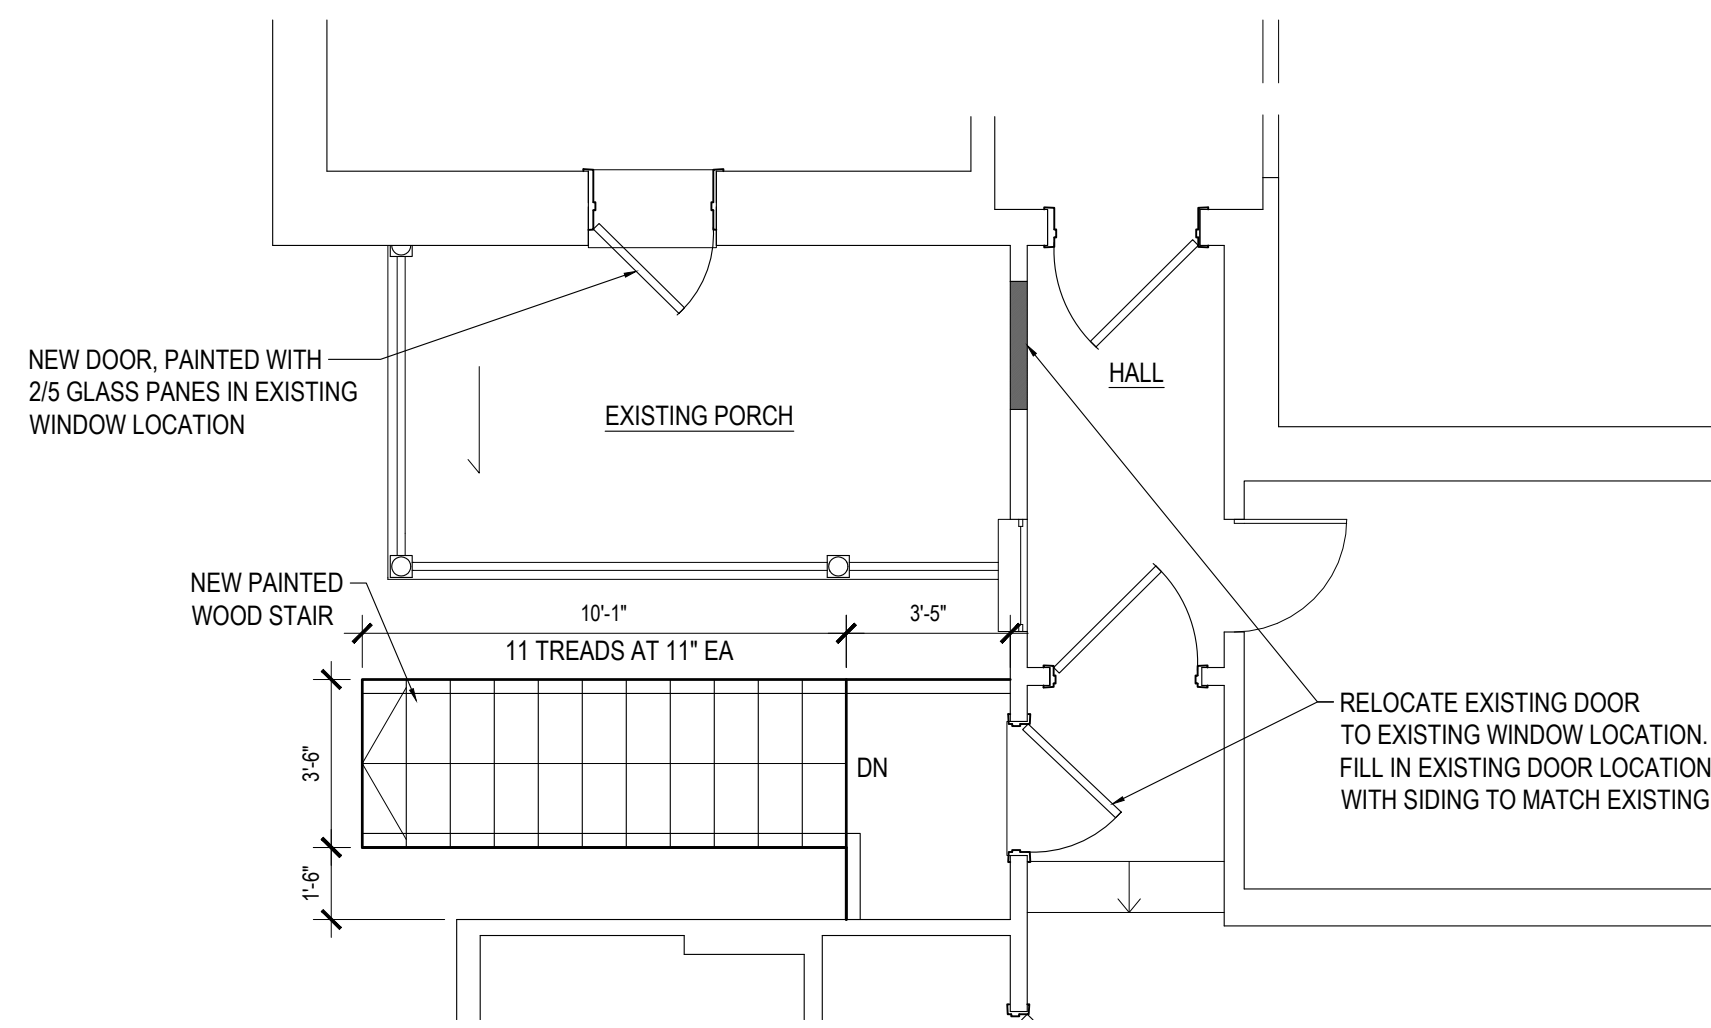 NEW DOOR, PAINTED WITH
2/5 GLASS PANES IN EXISTING
WINDOW LOCATION
HALL
EXISTING PORCH
NEW PAINTED
WOOD STAIR
10'-1"
3'-5"
11 TREADS AT 11" EA
3'-6"
DN
1'-6"
RELOCATE EXISTING DOOR
TO EXISTING WINDOW LOCATION.
FILL IN EXISTING DOOR LOCATION
WITH SIDING TO MATCH EXISTING